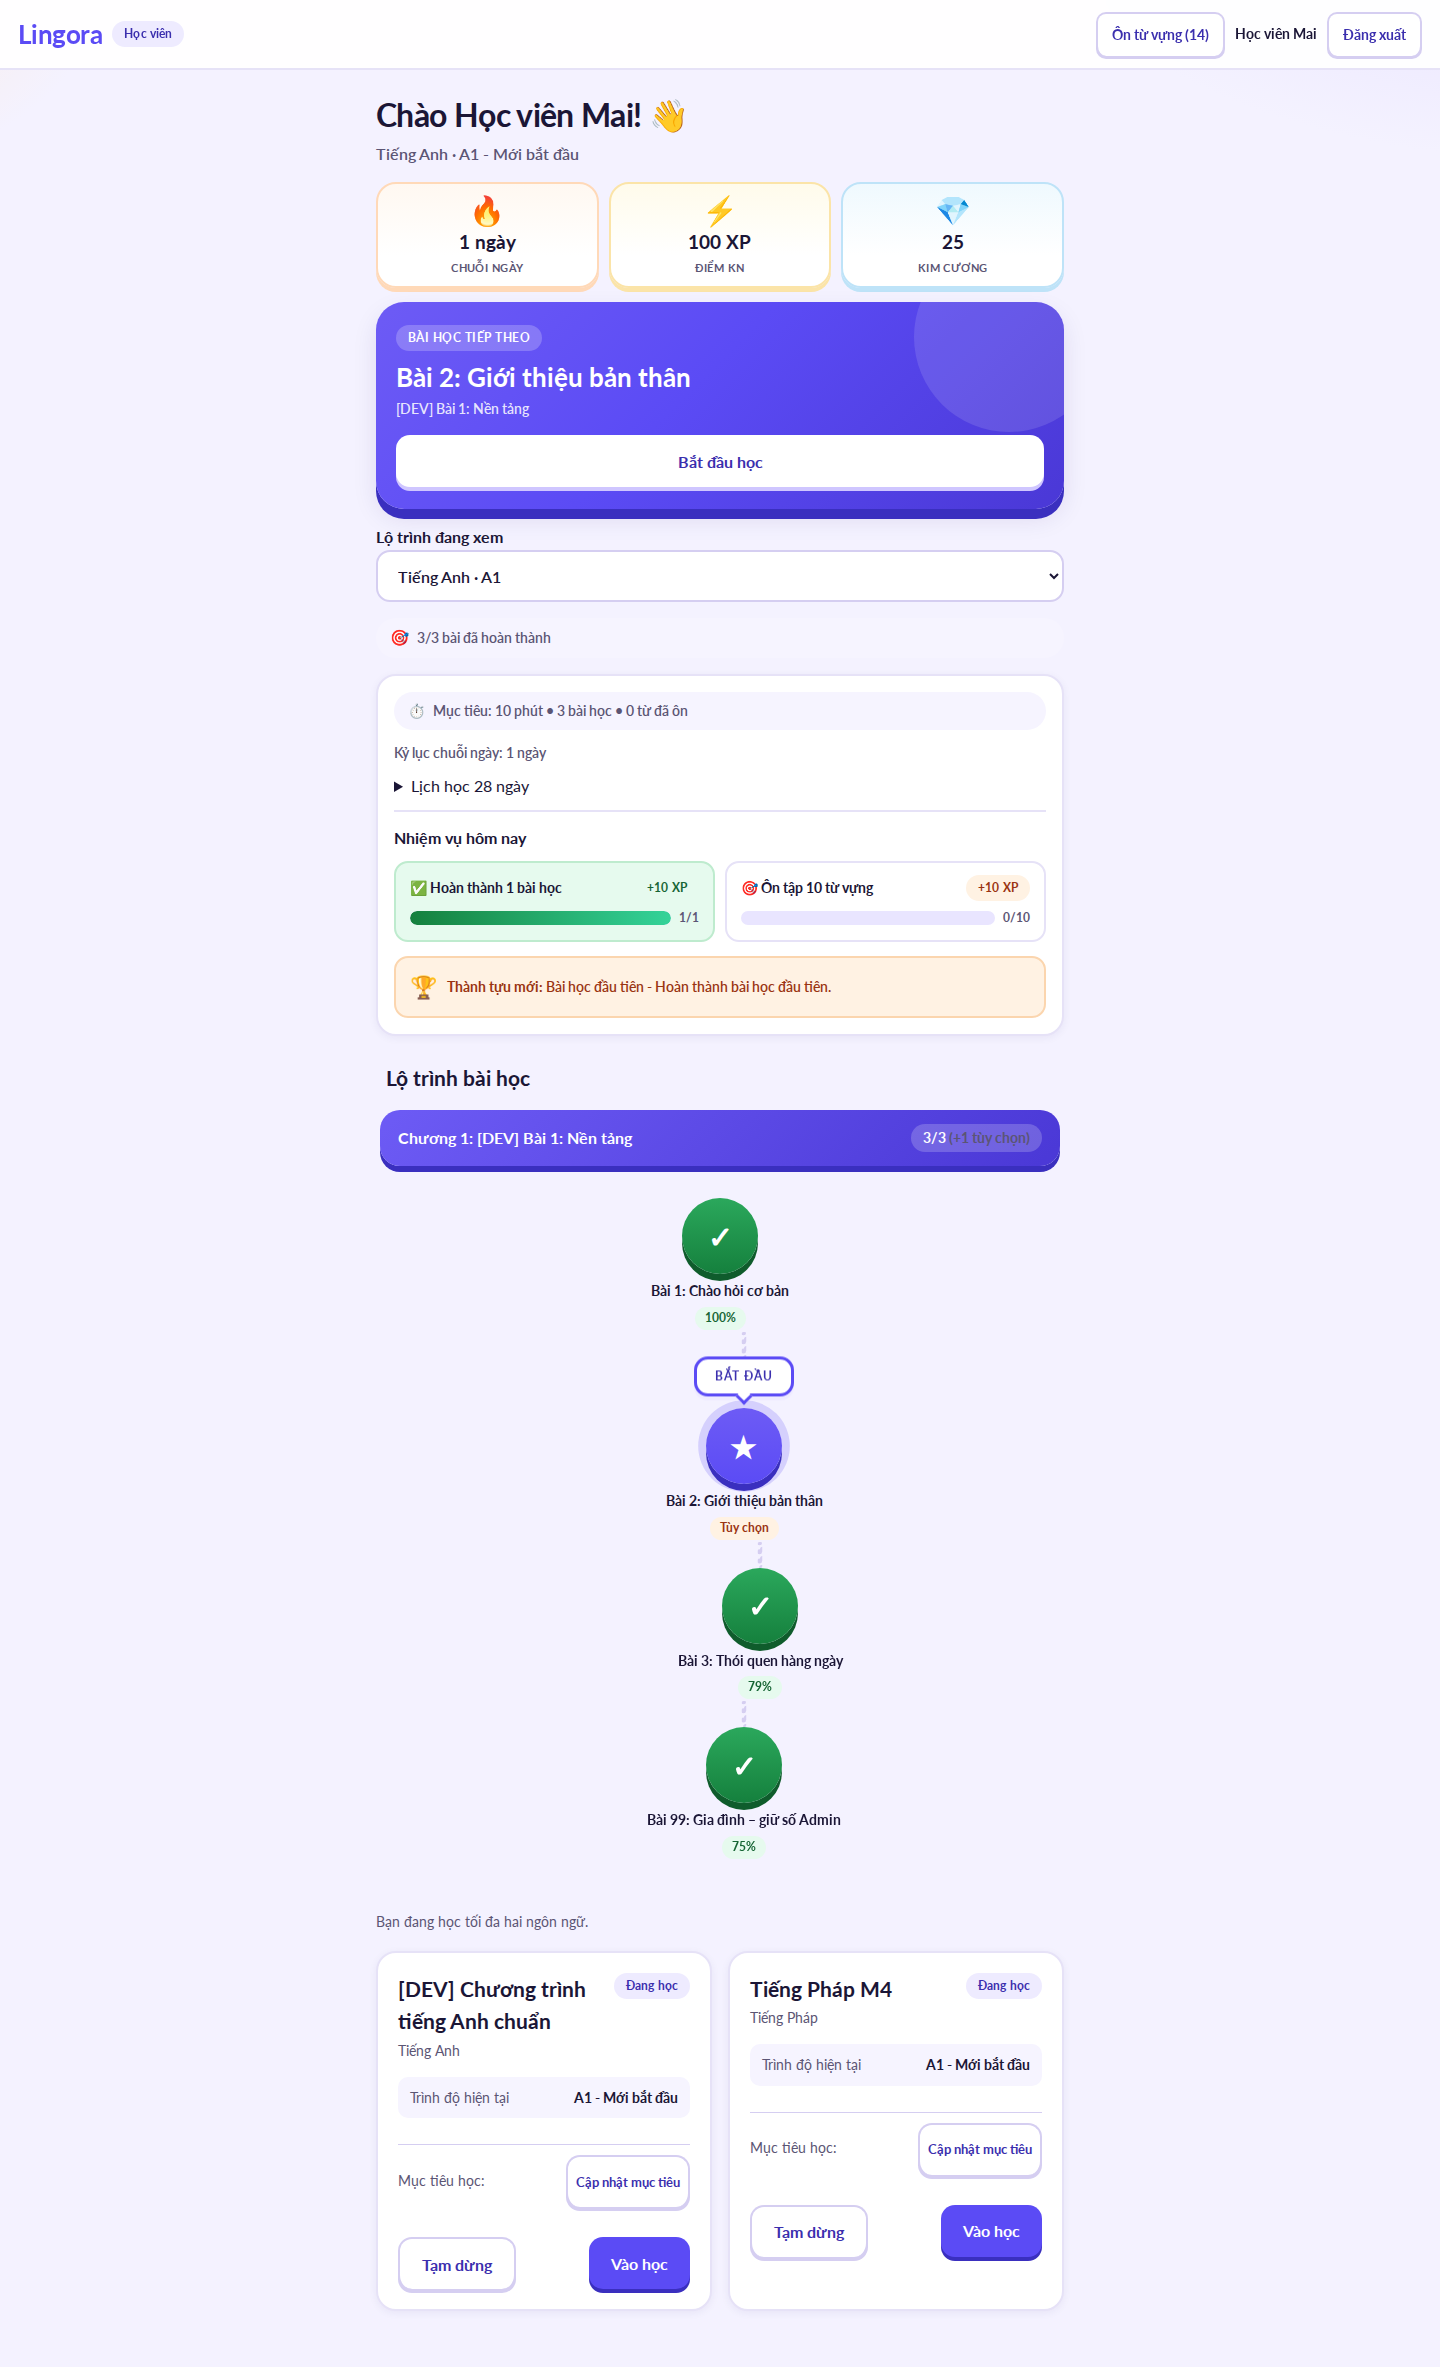 Lingora Học viên
Ôn từ vựng (14) Học viên Mai Đăng xuất
Chào Học viên Mai! 👋
Tiếng Anh · A1 - Mới bắt đầu
1 ngày
CHUỖI NGÀY
100 XP
ĐIỂM KN
25
KIM CƯƠNG
BÀI HỌC TIẾP THEO
Bài 2: Giới thiệu bản thân
[DEV] Bài 1: Nền tảng
Bắt đầu học
Lộ trình đang xem
Tiếng Anh · A1
3/3 bài đã hoàn thành
Mục tiêu: 10 phút • 3 bài học • 0 từ đã ôn
Kỷ lục chuỗi ngày: 1 ngày
Lịch học 28 ngày
Nhiệm vụ hôm nay
Hoàn thành 1 bài học +10 XP
1/1
Ôn tập 10 từ vựng +10 XP
0/10
Thành tựu mới: Bài học đầu tiên - Hoàn thành bài học đầu tiên.
Lộ trình bài học
Chương 1: [DEV] Bài 1: Nền tảng 3/3 (+1 tùy chọn)
Bài 1: Chào hỏi cơ bản
100%
BẮT ĐẦU
Bài 2: Giới thiệu bản thân
Tùy chọn
Bài 3: Thói quen hàng ngày
79%
Bài 99: Gia đình – giữ số Admin
75%
Bạn đang học tối đa hai ngôn ngữ.
[DEV] Chương trình
tiếng Anh chuẩn
Đang học
Tiếng Anh
Trình độ hiện tại A1 - Mới bắt đầu
Mục tiêu học: Cập nhật mục tiêu
Tạm dừng Vào học
Tiếng Pháp M4 Đang học
Tiếng Pháp
Trình độ hiện tại A1 - Mới bắt đầu
Mục tiêu học: Cập nhật mục tiêu
Tạm dừng Vào học